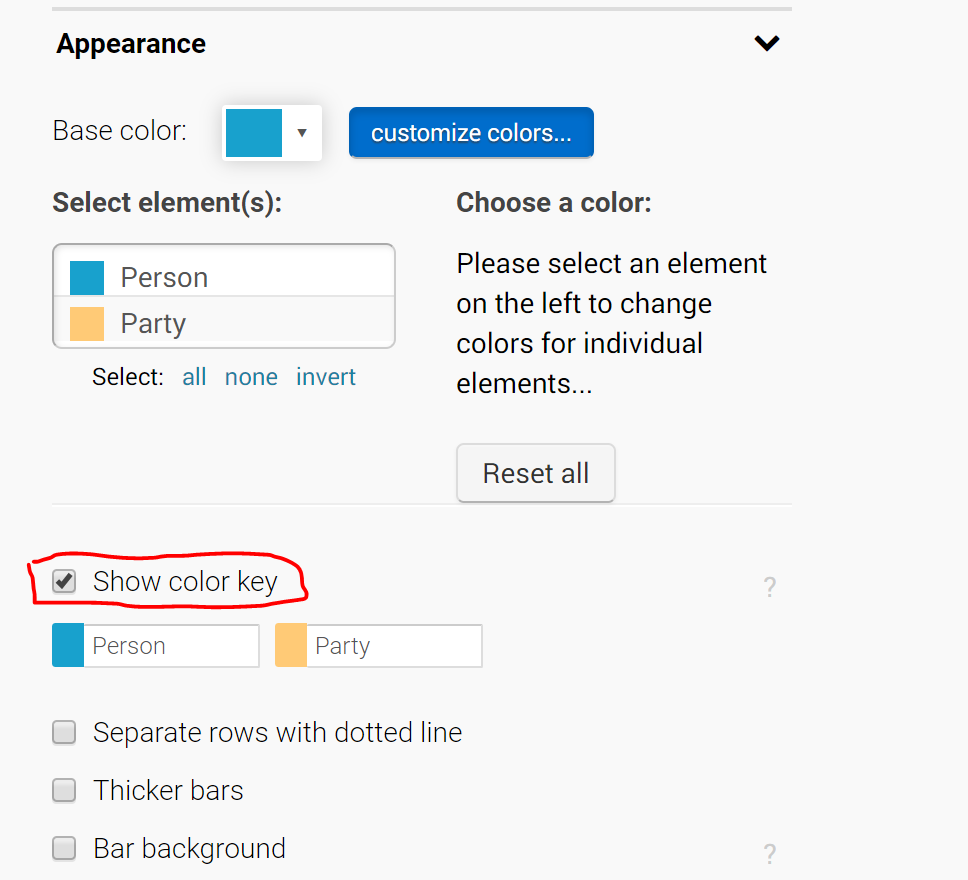 Appearance
Base color:
customize colors...
Select element(s):
Choose a color:
Person
Party
Select: all none invert
Please select an element
on the left to change
colors for individual
elements...
Reset all
Show color key
?
Person
Party
Separate rows with dotted line
Thicker bars
Bar background
?